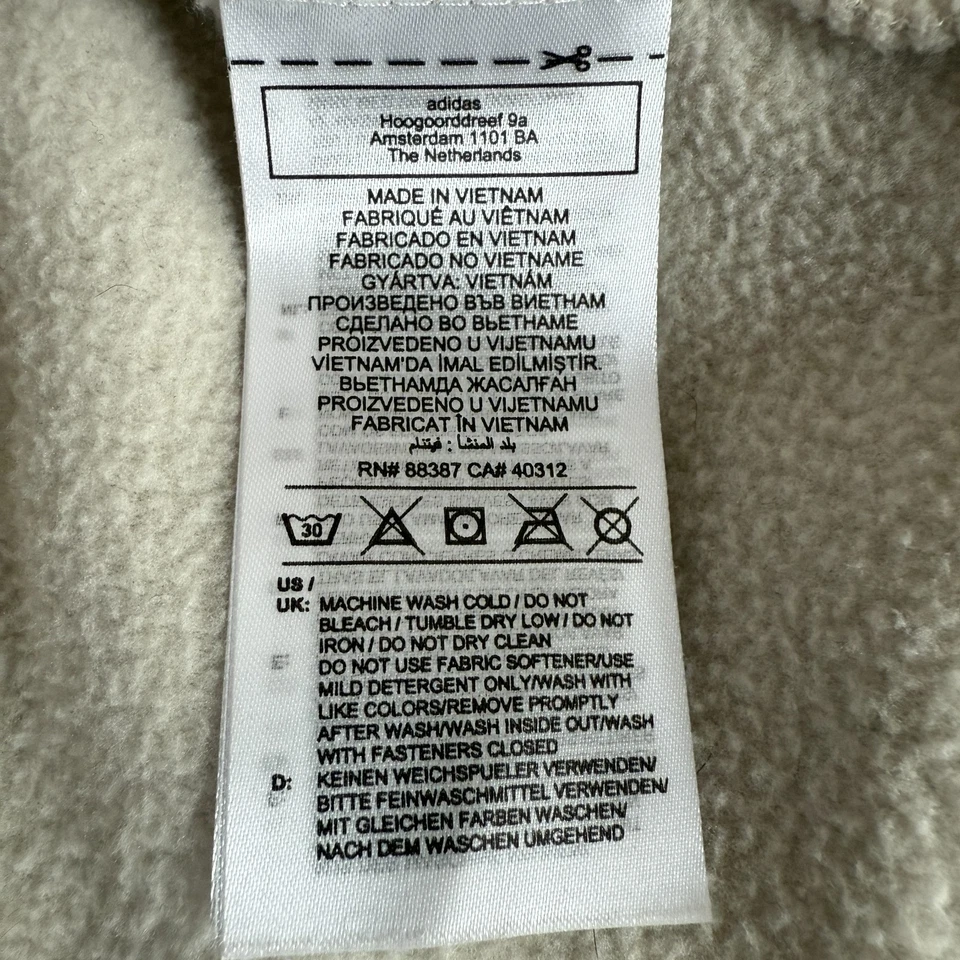 adidas
Hoogoorddreef 9a
Amsterdam 1101 BA
The Netherlands
MADE IN VIETNAM
FABRIQUÉ AU VIÊTNAM
FABRICADO EN VIETNAM
FABRICADO NO VIETNAME
GYÁRTVA: VIETNÁM
ПРОИЗВЕДЕНО ВЪВ ВИЕТНАМ
СДЕЛАНО ВО ВЬЕТНАМЕ
PROIZVEDENO U VIJETNAMU
VİETNAM'DA İMAL EDİLMİŞTİR.
ВЬЕТНАМДА ЖАСАЛҒАН
PROIZVEDENO U VIJETNAMU
FABRICAT ÎN VIETNAM
بلد المنشأ : فيتنام
RN# 88387 CA# 40312
30
US /
UK: MACHINE WASH COLD / DO NOT
BLEACH / TUMBLE DRY LOW / DO NOT
IRON / DO NOT DRY CLEAN
DO NOT USE FABRIC SOFTENER/USE
MILD DETERGENT ONLY/WASH WITH
LIKE COLORS/REMOVE PROMPTLY
AFTER WASH/WASH INSIDE OUT/WASH
WITH FASTENERS CLOSED
D: KEINEN WEICHSPUELER VERWENDEN/
BITTE FEINWASCHMITTEL VERWENDEN/
MIT GLEICHEN FARBEN WASCHEN/
NACH DEM WASCHEN UMGEHEND